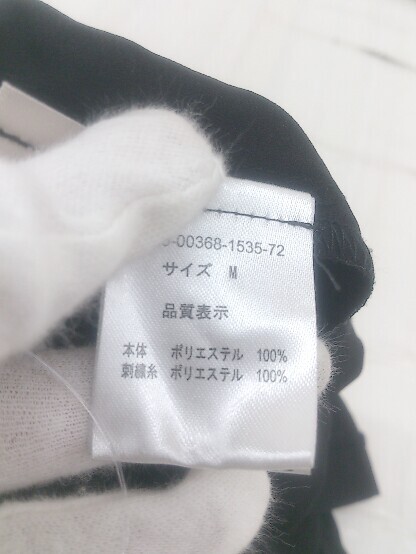 -00368-1535-72
サイズ M
品質表示
本体 ポリエステル 100%
刺繍糸 ポリエステル 100%